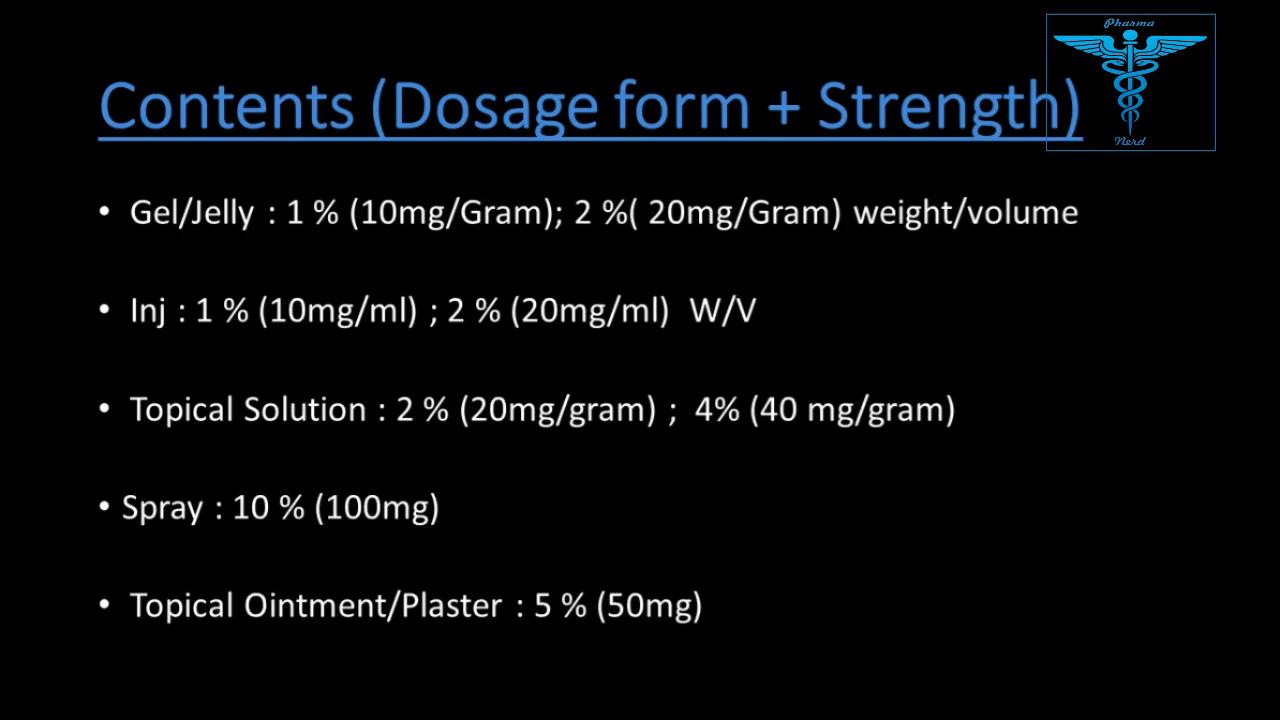 Pharma
Contents (Dosage form + Strength)
Nerd
• Gel/Jelly : 1 % (10mg/Gram); 2 %( 20mg/Gram) weight/volume
• Inj : 1 % (10mg/ml) ; 2 % (20mg/ml) W/V
• Topical Solution : 2 % (20mg/gram) ; 4% (40 mg/gram)
• Spray : 10 % (100mg)
• Topical Ointment/Plaster : 5 % (50mg)